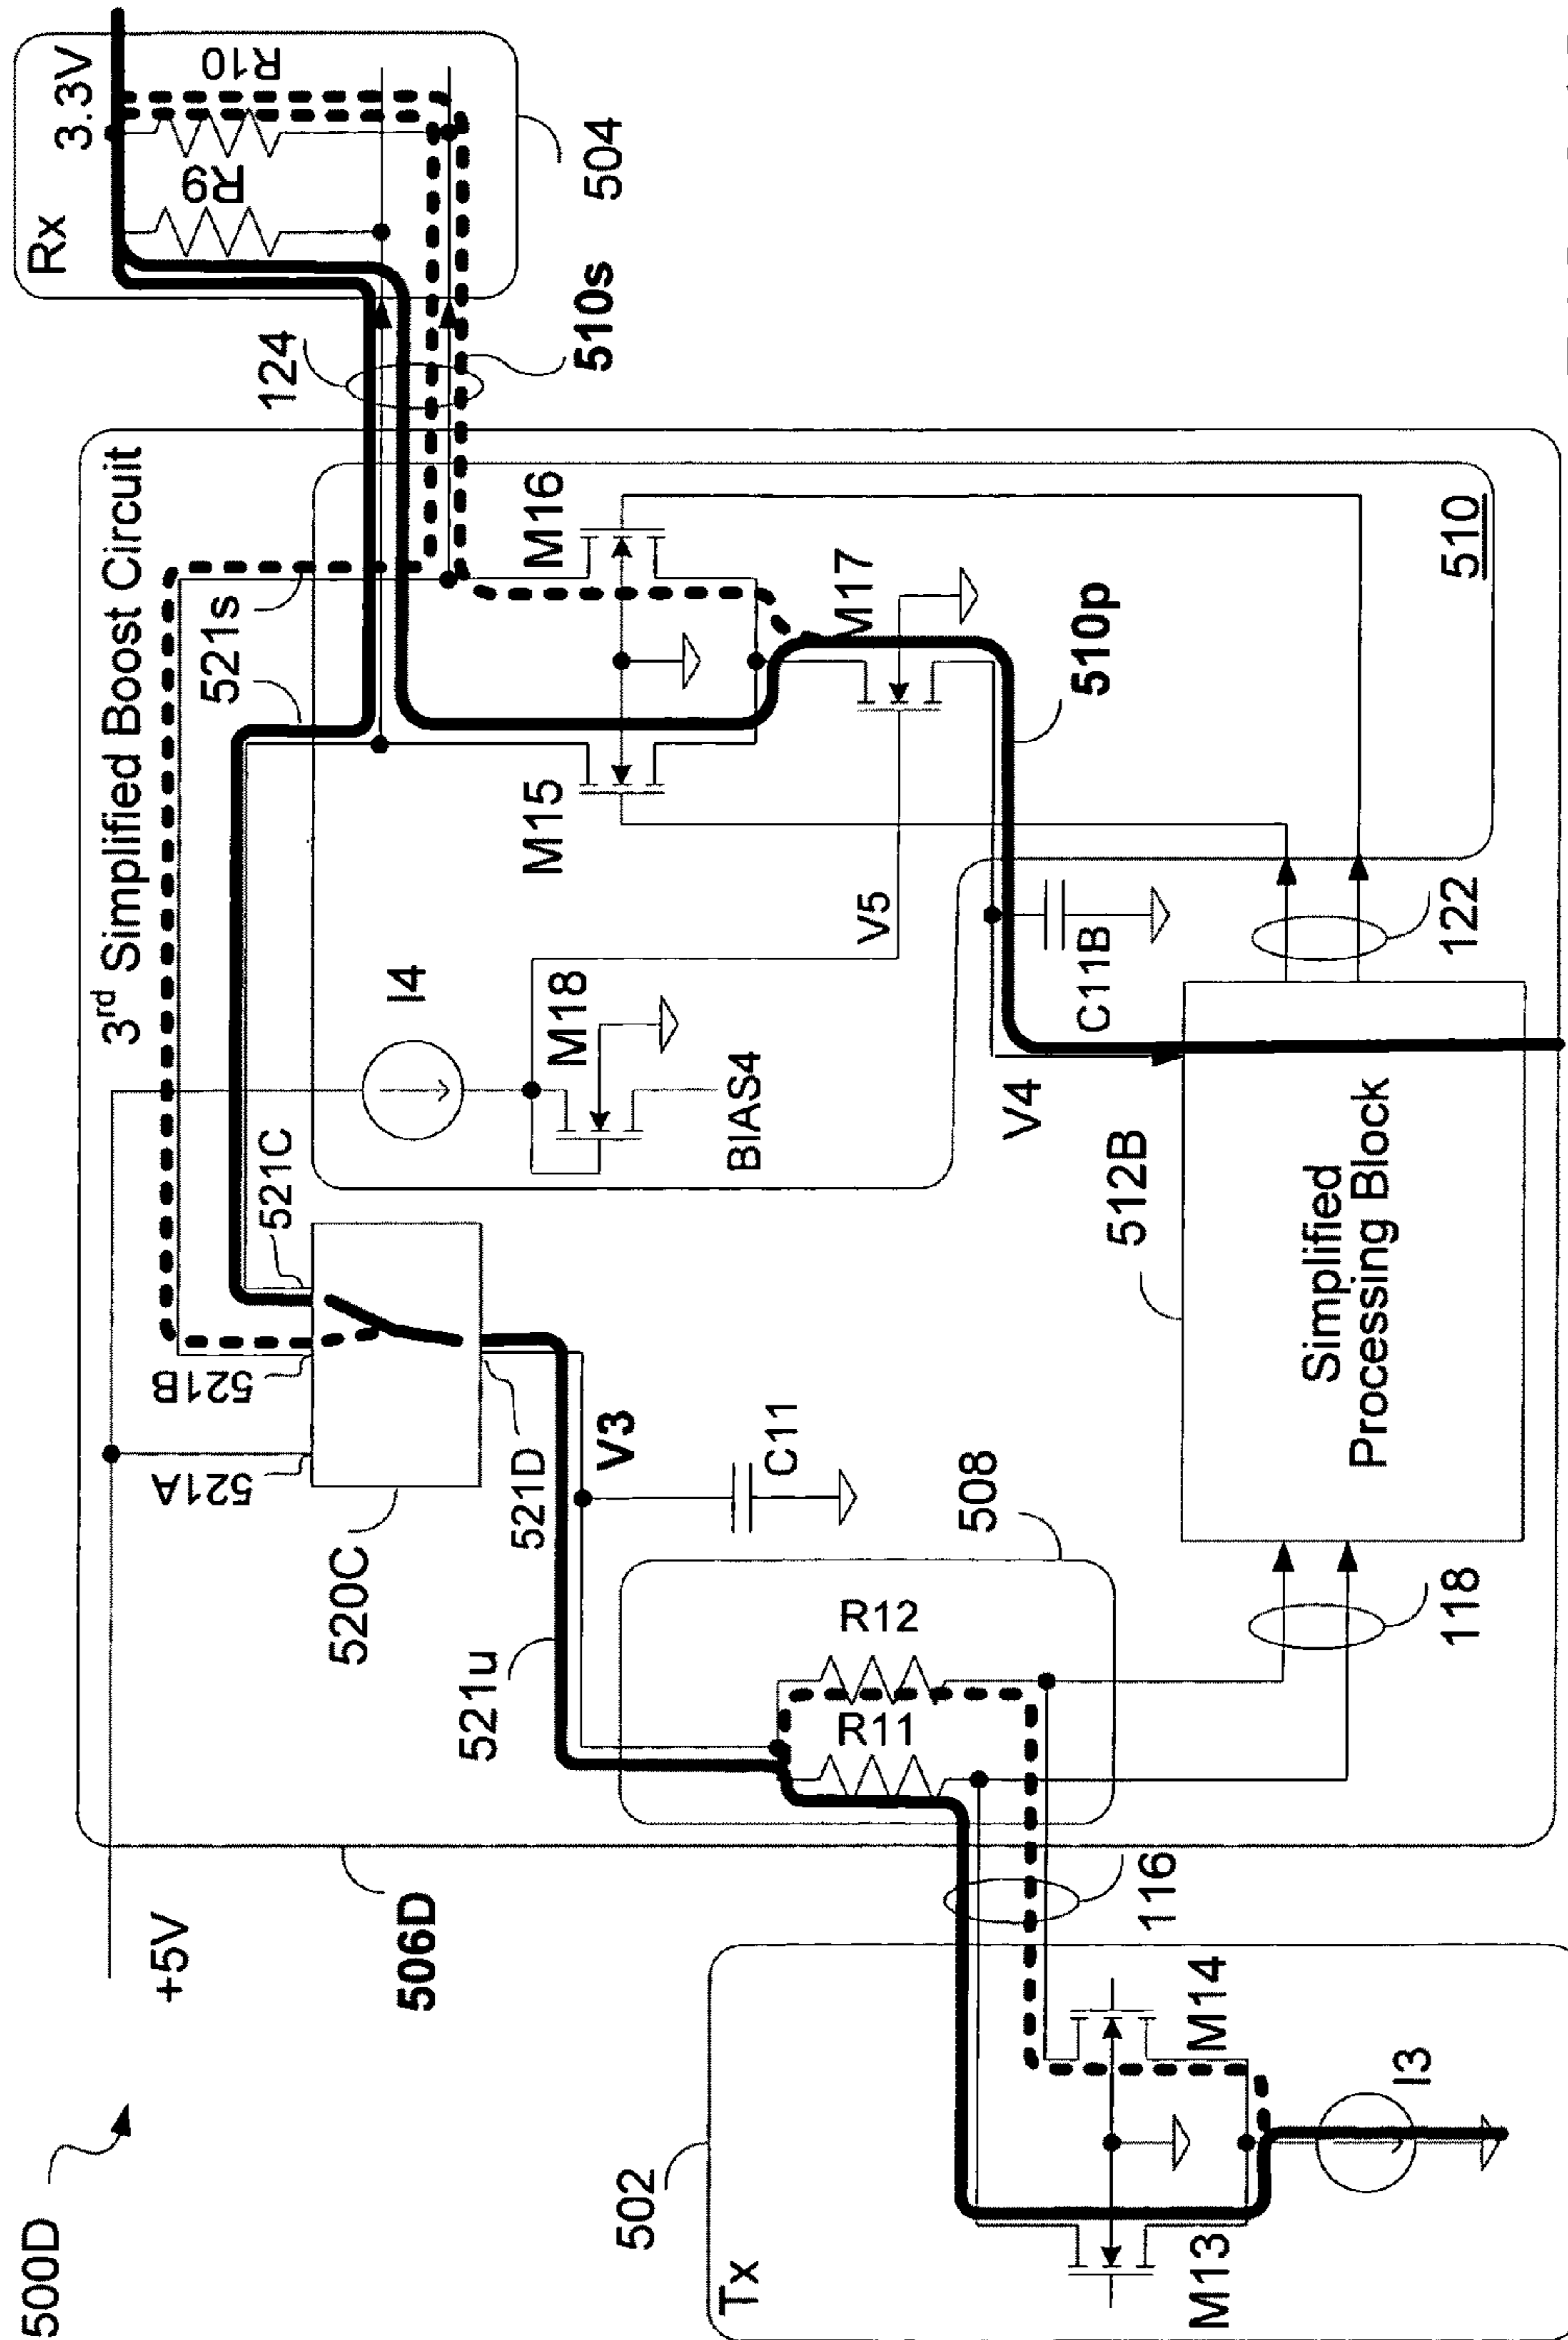 500D
+5V
506D
3rd Simplified Boost Circuit
Rx
3.3V
R9
R10
504
124
510s
521s
521A
521B
521C
520C
521D
521u
V3
C11
I4
M18
BIAS4
V5
M15
M16
M17
510p
510
V4
C11B
512B
Simplified
Processing Block
122
118
508
R11
R12
116
502
Tx
M13
M14
I3